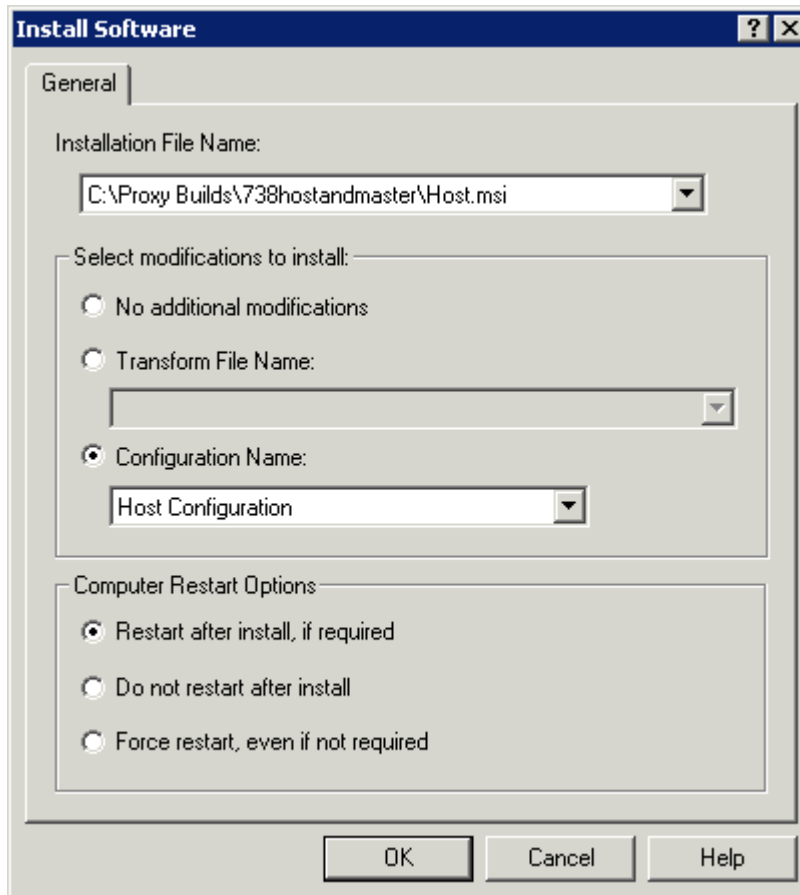 Install Software
General
Installation File Name:
C:\Proxy Builds\738hostandmaster\Host.msi
Select modifications to install:
No additional modifications
Transform File Name:
Configuration Name:
Host Configuration
Computer Restart Options
Restart after install, if required
Do not restart after install
Force restart, even if not required
OK Cancel Help